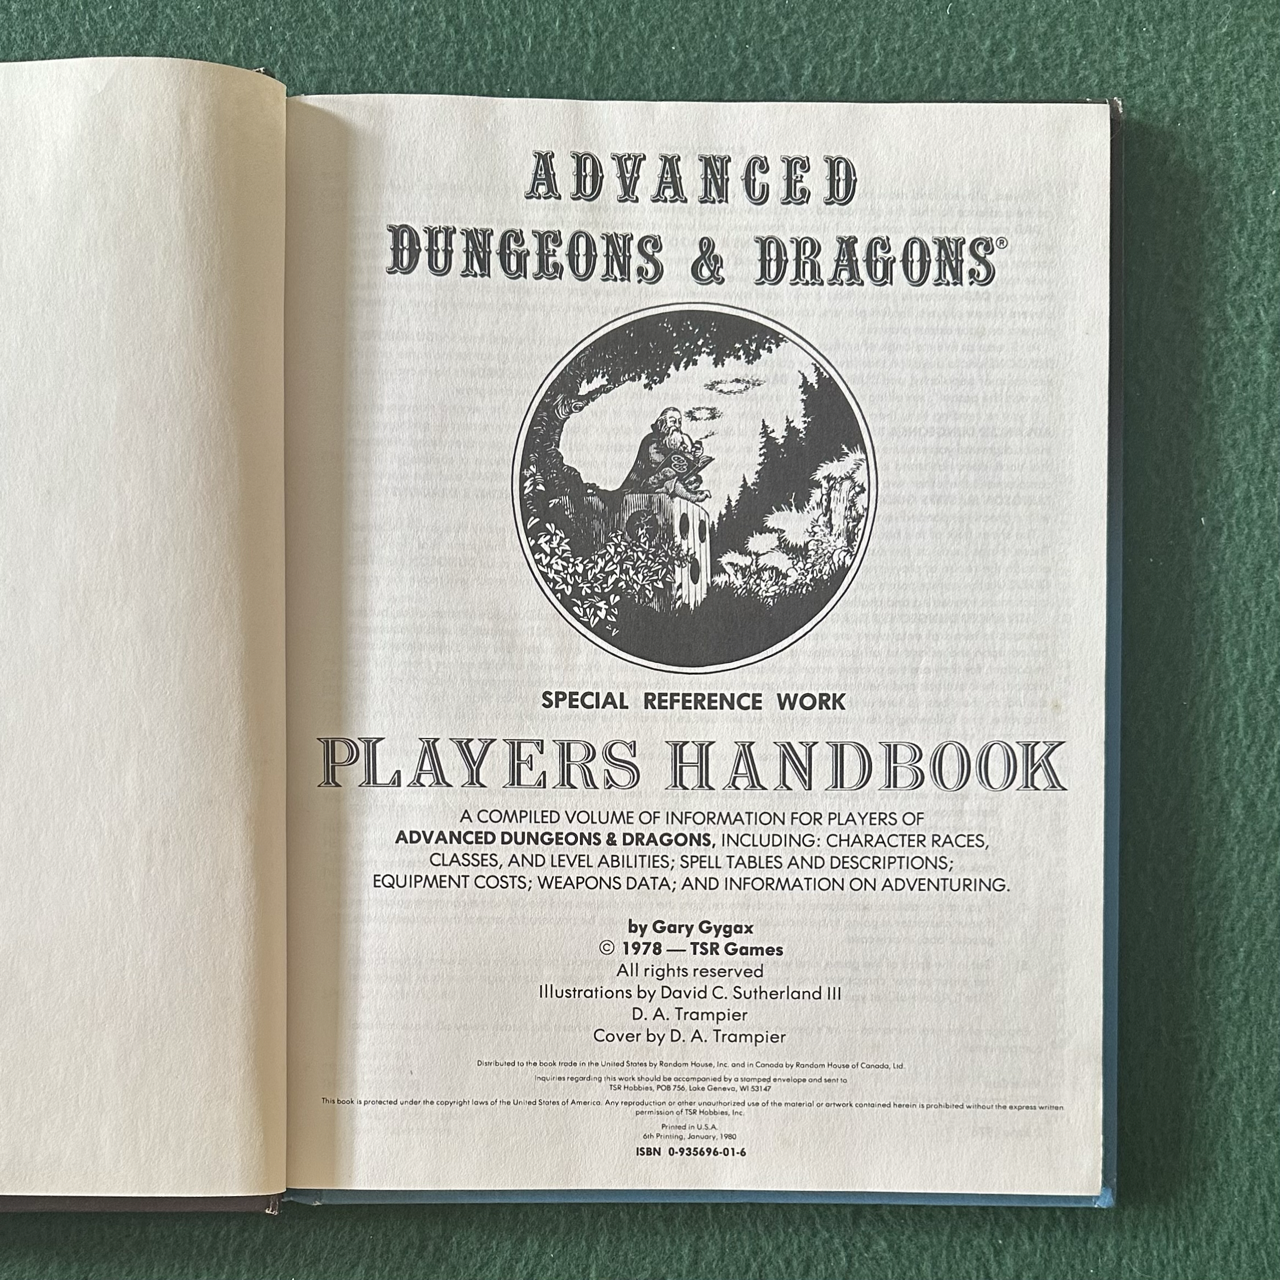 ADVANCED
DUNGEONS & DRAGONS®
SPECIAL REFERENCE WORK
PLAYERS HANDBOOK
A COMPILED VOLUME OF INFORMATION FOR PLAYERS OF
ADVANCED DUNGEONS & DRAGONS, INCLUDING: CHARACTER RACES,
CLASSES, AND LEVEL ABILITIES; SPELL TABLES AND DESCRIPTIONS;
EQUIPMENT COSTS; WEAPONS DATA; AND INFORMATION ON ADVENTURING.
by Gary Gygax
© 1978 — TSR Games
All rights reserved
Illustrations by David C. Sutherland III
D. A. Trampier
Cover by D. A. Trampier
Distributed to the book trade in the United States by Random House, Inc. and in Canada by Random House of Canada, Ltd.
Inquiries regarding this work should be accompanied by a stamped envelope and sent to
TSR Hobbies, POB 756, Lake Geneva, WI 53147
This book is protected under the copyright laws of the United States of America. Any reproduction or other unauthorized use of the material or artwork contained herein is prohibited without the express written
permission of TSR Hobbies, Inc.
Printed in U.S.A.
6th Printing, January, 1980
ISBN 0-935696-01-6